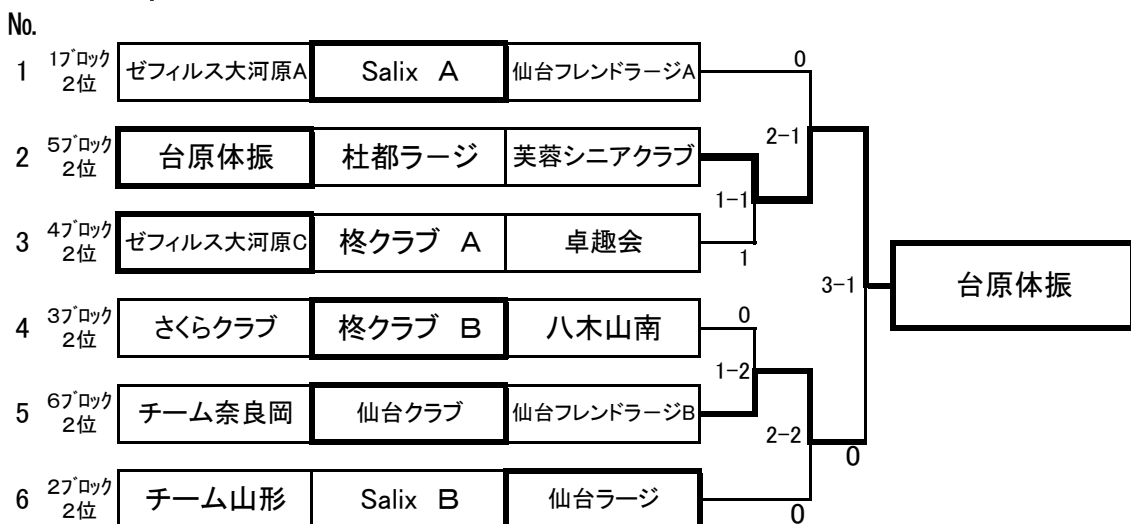 No.
1 1ﾌﾞﾛｯｸ 2位 ゼフィルス大河原A Salix A 仙台フレンドラージA 0
2-1
2 5ﾌﾞﾛｯｸ 2位 台原体振 杜都ラージ 芙蓉シニアクラブ
1-1
3 4ﾌﾞﾛｯｸ 2位 ゼフィルス大河原C 柊クラブ A 卓趣会 1
3-1 台原体振
4 3ﾌﾞﾛｯｸ 2位 さくらクラブ 柊クラブ B 八木山南 0
1-2
5 6ﾌﾞﾛｯｸ 2位 チーム奈良岡 仙台クラブ 仙台フレンドラージB
2-2 0
6 2ﾌﾞﾛｯｸ 2位 チーム山形 Salix B 仙台ラージ 0